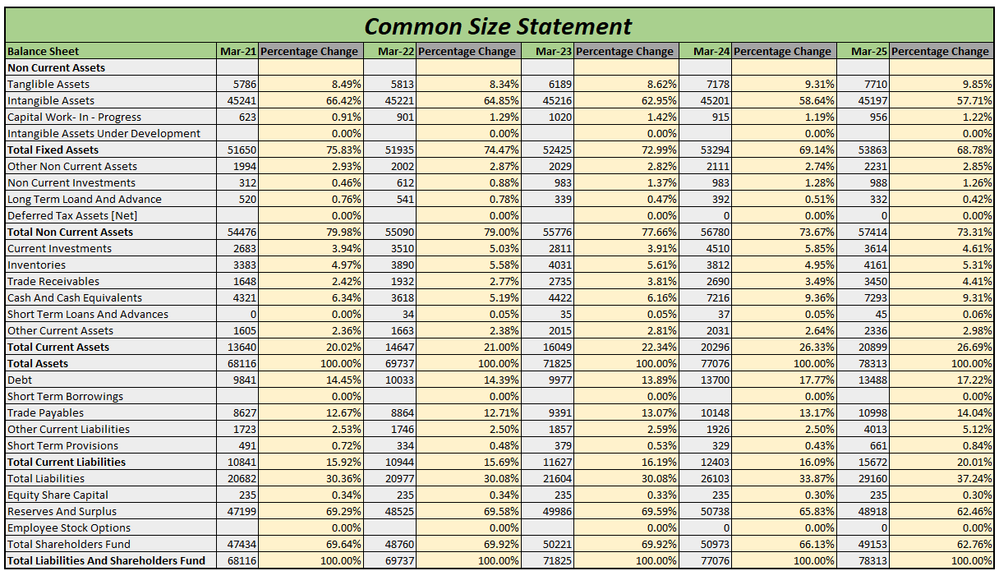 Common Size Statement
Balance Sheet Mar-21 Percentage Change Mar-22 Percentage Change Mar-23 Percentage Change Mar-24 Percentage Change Mar-25 Percentage Change
Non Current Assets
Tanglible Assets 5786 8.49% 5813 8.34% 6189 8.62% 7178 9.31% 7710 9.85%
Intangible Assets 45241 66.42% 45221 64.85% 45216 62.95% 45201 58.64% 45197 57.71%
Capital Work- In - Progress 623 0.91% 901 1.29% 1020 1.42% 915 1.19% 956 1.22%
Intangible Assets Under Development 0.00% 0.00% 0.00% 0.00% 0.00%
Total Fixed Assets 51650 75.83% 51935 74.47% 52425 72.99% 53294 69.14% 53863 68.78%
Other Non Current Assets 1994 2.93% 2002 2.87% 2029 2.82% 2111 2.74% 2231 2.85%
Non Current Investments 312 0.46% 612 0.88% 983 1.37% 983 1.28% 988 1.26%
Long Term Loand And Advance 520 0.76% 541 0.78% 339 0.47% 392 0.51% 332 0.42%
Deferred Tax Assets [Net] 0.00% 0.00% 0.00% 0 0.00% 0 0.00%
Total Non Current Assets 54476 79.98% 55090 79.00% 55776 77.66% 56780 73.67% 57414 73.31%
Current Investments 2683 3.94% 3510 5.03% 2811 3.91% 4510 5.85% 3614 4.61%
Inventories 3383 4.97% 3890 5.58% 4031 5.61% 3812 4.95% 4161 5.31%
Trade Receivables 1648 2.42% 1932 2.77% 2735 3.81% 2690 3.49% 3450 4.41%
Cash And Cash Equivalents 4321 6.34% 3618 5.19% 4422 6.16% 7216 9.36% 7293 9.31%
Short Term Loans And Advances 0 0.00% 34 0.05% 35 0.05% 37 0.05% 45 0.06%
Other Current Assets 1605 2.36% 1663 2.38% 2015 2.81% 2031 2.64% 2336 2.98%
Total Current Assets 13640 20.02% 14647 21.00% 16049 22.34% 20296 26.33% 20899 26.69%
Total Assets 68116 100.00% 69737 100.00% 71825 100.00% 77076 100.00% 78313 100.00%
Debt 9841 14.45% 10033 14.39% 9977 13.89% 13700 17.77% 13488 17.22%
Short Term Borrowings 0.00% 0.00% 0.00% 0.00% 0.00%
Trade Payables 8627 12.67% 8864 12.71% 9391 13.07% 10148 13.17% 10998 14.04%
Other Current Liabilities 1723 2.53% 1746 2.50% 1857 2.59% 1926 2.50% 4013 5.12%
Short Term Provisions 491 0.72% 334 0.48% 379 0.53% 329 0.43% 661 0.84%
Total Current Liabilities 10841 15.92% 10944 15.69% 11627 16.19% 12403 16.09% 15672 20.01%
Total Liabilities 20682 30.36% 20977 30.08% 21604 30.08% 26103 33.87% 29160 37.24%
Equity Share Capital 235 0.34% 235 0.34% 235 0.33% 235 0.30% 235 0.30%
Reserves And Surplus 47199 69.29% 48525 69.58% 49986 69.59% 50738 65.83% 48918 62.46%
Employee Stock Options 0.00% 0.00% 0.00% 0 0.00% 0 0.00%
Total Shareholders Fund 47434 69.64% 48760 69.92% 50221 69.92% 50973 66.13% 49153 62.76%
Total Liabilities And Shareholders Fund 68116 100.00% 69737 100.00% 71825 100.00% 77076 100.00% 78313 100.00%